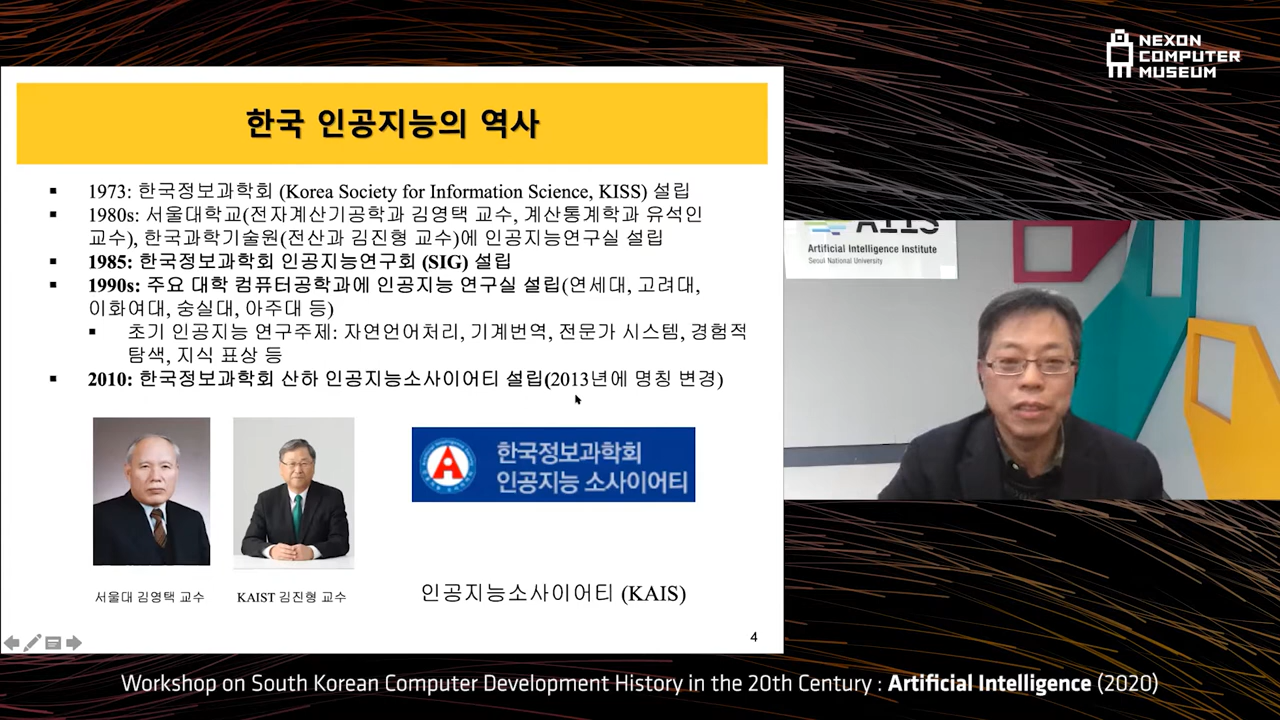 NEXON
COMPUTER
MUSEUM
한국 인공지능의 역사
▪ 1973: 한국정보과학회 (Korea Society for Information Science, KISS) 설립
▪ 1980s: 서울대학교(전자계산기공학과 김영택 교수, 계산통계학과 유석인
교수), 한국과학기술원(전산과 김진형 교수)에 인공지능연구실 설립
▪ 1985: 한국정보과학회 인공지능연구회 (SIG) 설립
▪ 1990s: 주요 대학 컴퓨터공학과에 인공지능 연구실 설립(연세대, 고려대,
이화여대, 숭실대, 아주대 등)
▪ 초기 인공지능 연구주제: 자연언어처리, 기계번역, 전문가 시스템, 경험적
탐색, 지식 표상 등
▪ 2010: 한국정보과학회 산하 인공지능소사이어티 설립(2013년에 명칭 변경)
한국정보과학회
인공지능 소사이어티
서울대 김영택 교수
KAIST 김진형 교수
인공지능소사이어티 (KAIS)
4
AIIS
Artificial Intelligence Institute
Seoul National University
Workshop on South Korean Computer Development History in the 20th Century : Artificial Intelligence (2020)